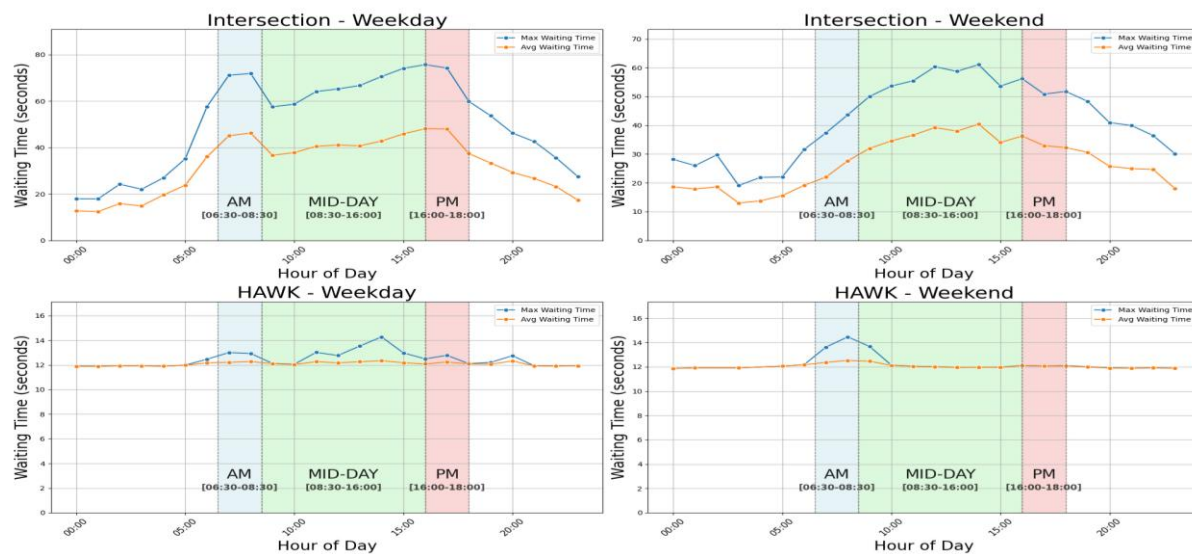 Intersection - Weekday
Waiting Time (seconds)
80
60
40
20
0
Max Waiting Time
Avg Waiting Time
AM
[06:30-08:30]
MID-DAY
[08:30-16:00]
PM
[16:00-18:00]
00:00
05:00
10:00
15:00
20:00
Hour of Day
Intersection - Weekend
Waiting Time (seconds)
70
60
50
40
30
20
10
0
Max Waiting Time
Avg Waiting Time
AM
[06:30-08:30]
MID-DAY
[08:30-16:00]
PM
[16:00-18:00]
00:00
05:00
10:00
15:00
20:00
Hour of Day
HAWK - Weekday
Waiting Time (seconds)
16
14
12
10
8
6
4
2
0
Max Waiting Time
Avg Waiting Time
AM
[06:30-08:30]
MID-DAY
[08:30-16:00]
PM
[16:00-18:00]
00:00
05:00
10:00
15:00
20:00
Hour of Day
HAWK - Weekend
Waiting Time (seconds)
16
14
12
10
8
6
4
2
0
Max Waiting Time
Avg Waiting Time
AM
[06:30-08:30]
MID-DAY
[08:30-16:00]
PM
[16:00-18:00]
00:00
05:00
10:00
15:00
20:00
Hour of Day